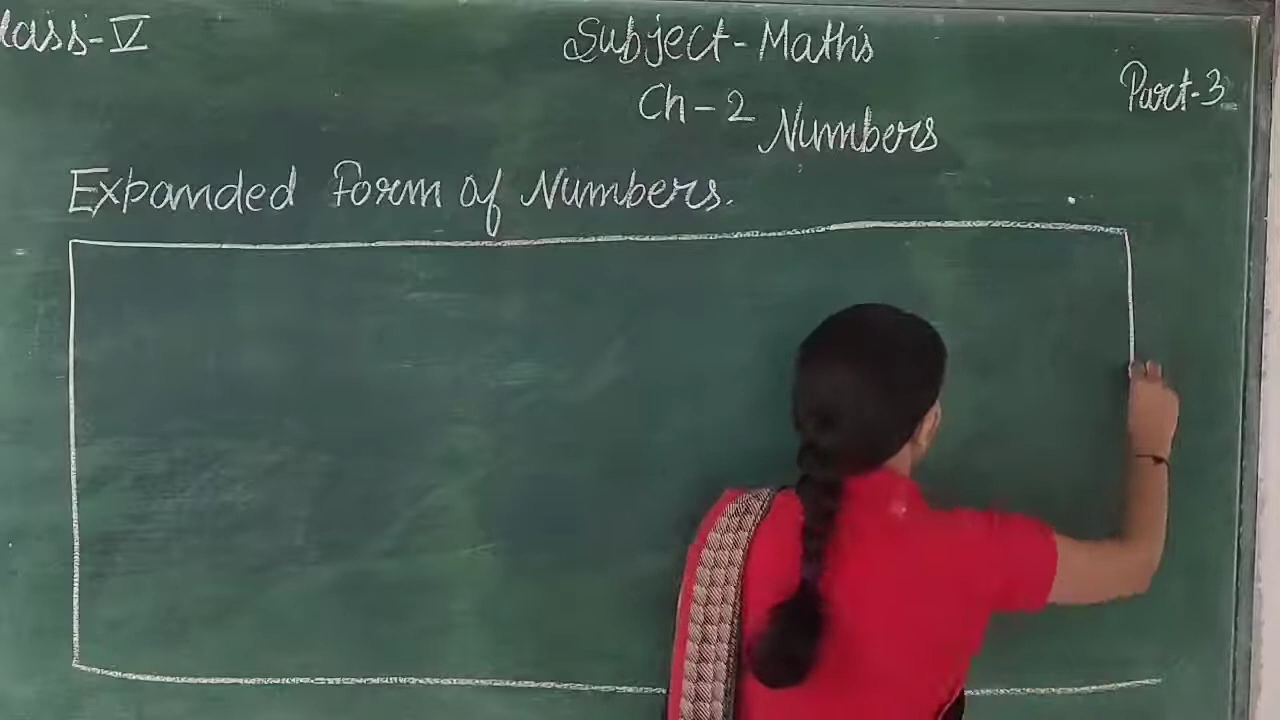 lass-V
Subject-Maths
Part-3
Ch-2 Numbers
Expanded Form of Numbers.